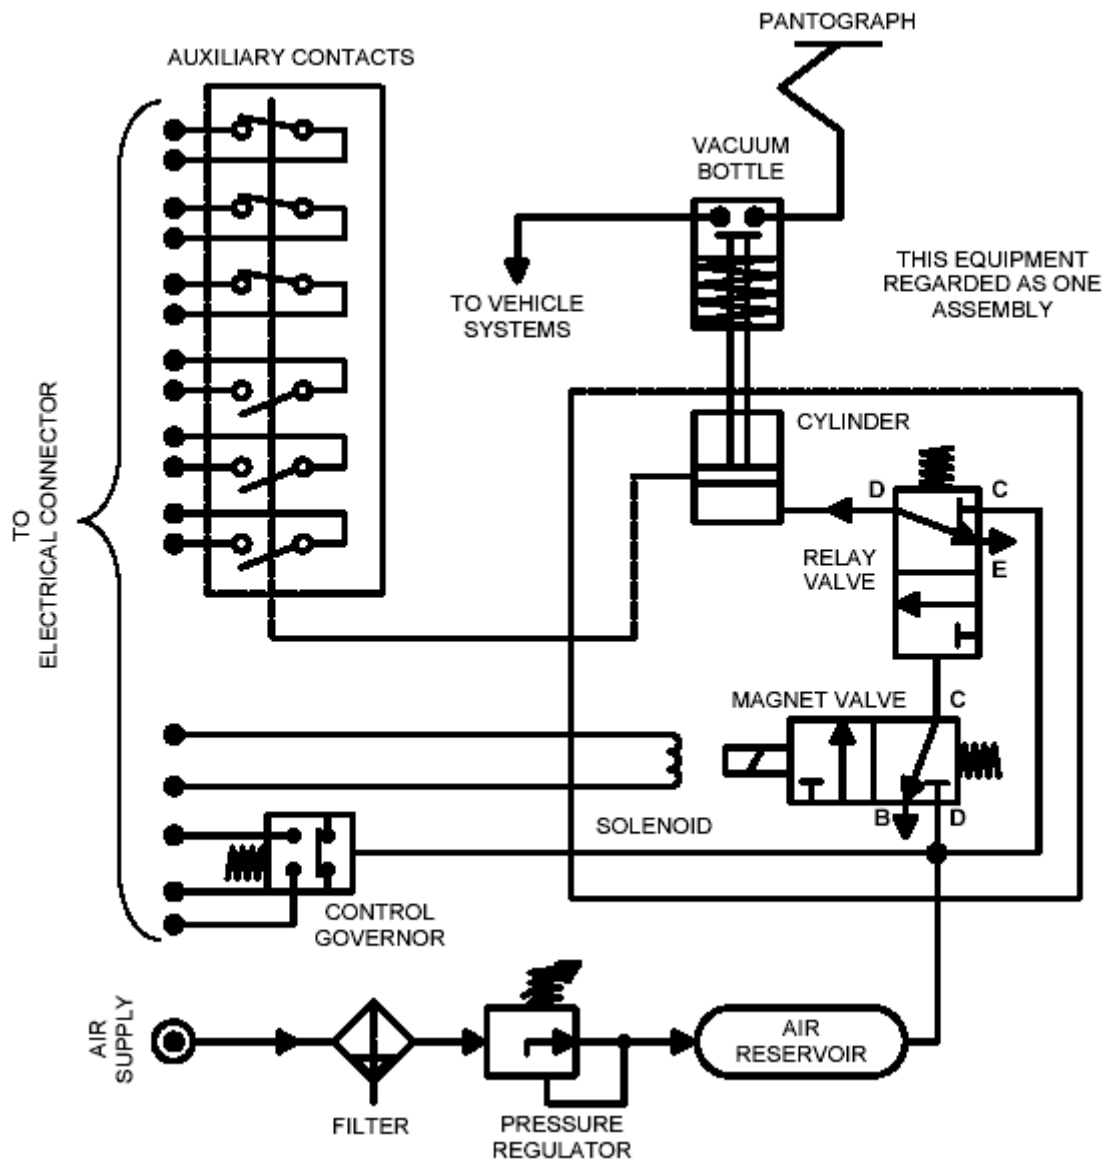 PANTOGRAPH
AUXILIARY CONTACTS
VACUUM
BOTTLE
THIS EQUIPMENT
REGARDED AS ONE
ASSEMBLY
TO VEHICLE
SYSTEMS
CYLINDER
D
C
RELAY
VALVE
E
TO
ELECTRICAL CONNECTOR
MAGNET VALVE
C
SOLENOID
B
D
CONTROL
GOVERNOR
AIR
SUPPLY
AIR
RESERVOIR
FILTER
PRESSURE
REGULATOR